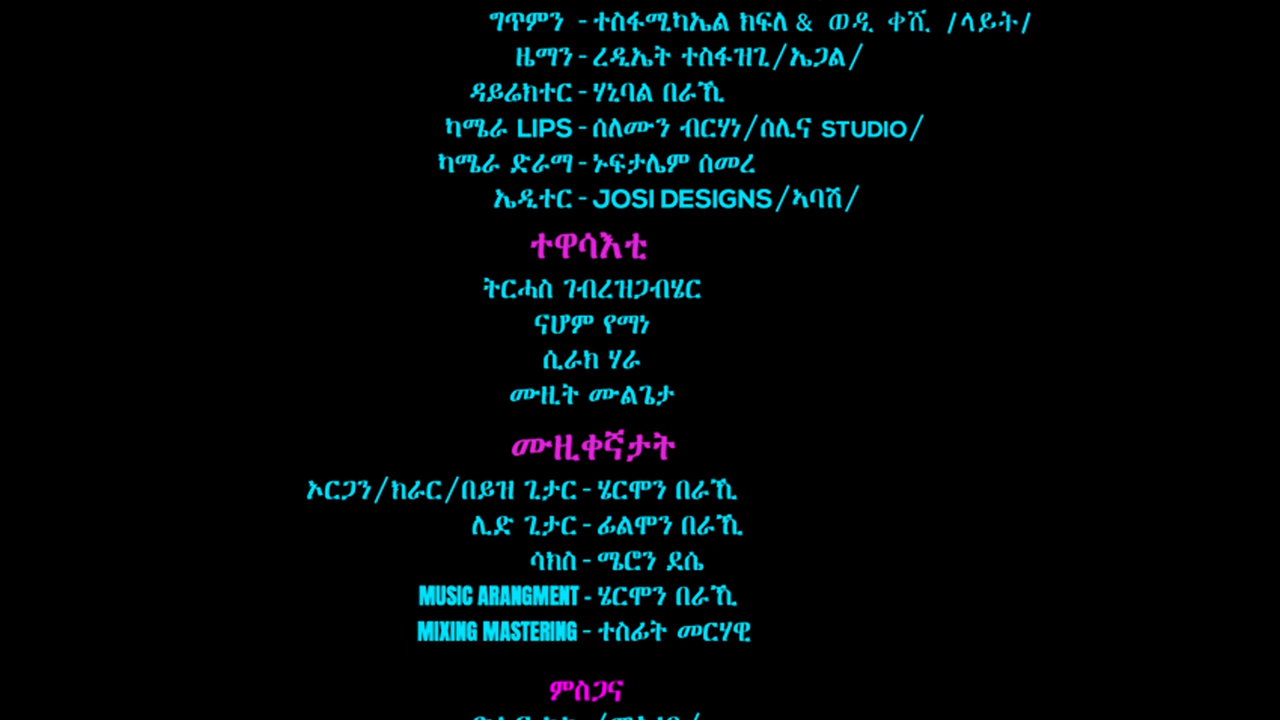 ግጥምን - ተስፋሚካኤል ክፍለ & ወዲ ቀሺ /ላይት/
ዜማን - ረዲኤት ተስፋዝጊ/ኤጋል/
ዳይሬክተር - ሃኒባል በራኺ
ካሜራ LIPS - ሰለሙን ብርሃነ/ሰሊና STUDIO/
ካሜራ ድራማ - ኑፍታሌም ሰመረ
ኤዲተር - JOSI DESIGNS/ኣባሽ/
ተዋሳእቲ
ትርሓስ ገብረዝጋብሄር
ናሆም የማነ
ሲራክ ሃራ
ሙዚት ሙልጌታ
ሙዚቀኛታት
ኦርጋን/ክራር/በይዝ ጊታር - ሄርሞን በራኺ
ሊድ ጊታር - ፊልሞን በራኺ
ሳክስ - ሜሮን ደሴ
MUSIC ARANGMENT - ሄርሞን በራኺ
MIXING MASTERING - ተስፊት መርሃዊ
ምስጋና